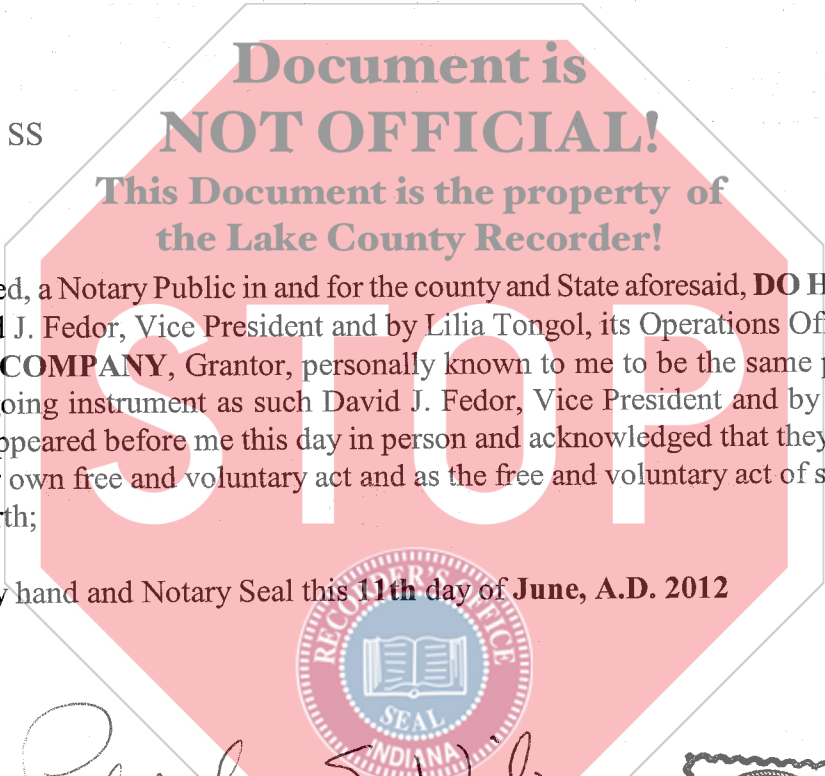 Document is
NOT OFFICIAL!
SS
This Document is the property of
the Lake County Recorder!
ed, a Notary Public in and for the county and State aforesaid, DO H
J. Fedor, Vice President and by Lilia Tongol, its Operations Of
COMPANY, Grantor, personally known to me to be the same p
oing instrument as such David J. Fedor, Vice President and by
ppeared before me this day in person and acknowledged that they
own free and voluntary act and as the free and voluntary act of s
rth;
STOP
y hand and Notary Seal this 11th day of June, A.D. 2012
RECORDER'S OFFICE
SEAL
INDIANA